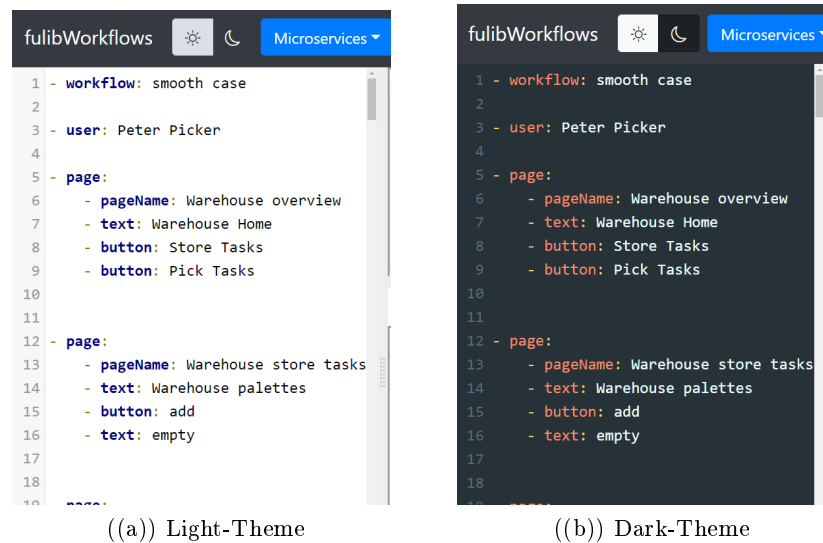 fulibWorkflows Microservices
1 - workflow: smooth case
2
3 - user: Peter Picker
4
5 - page:
6 - pageName: Warehouse overview
7 - text: Warehouse Home
8 - button: Store Tasks
9 - button: Pick Tasks
10
11
12 - page:
13 - pageName: Warehouse store tasks
14 - text: Warehouse palettes
15 - button: add
16 - text: empty
17
18
19 - page:
((a)) Light-Theme
fulibWorkflows Microservices
1 - workflow: smooth case
2
3 - user: Peter Picker
4
5 - page:
6 - pageName: Warehouse overview
7 - text: Warehouse Home
8 - button: Store Tasks
9 - button: Pick Tasks
10
11
12 - page:
13 - pageName: Warehouse store tasks
14 - text: Warehouse palettes
15 - button: add
16 - text: empty
17
18
19 - page:
((b)) Dark-Theme